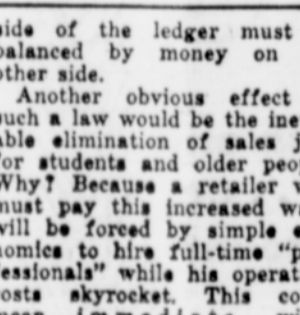 side of the ledger must
balanced by money on
other side.
Another obvious effect
such a law would be the ine
able elimination of sales j
for students and older peo
Why? Because a retailer w
must pay this increased wa
will be forced by simple e
nomics to hire full-time "p
fessionals" while his operat
costs skyrocket. This co